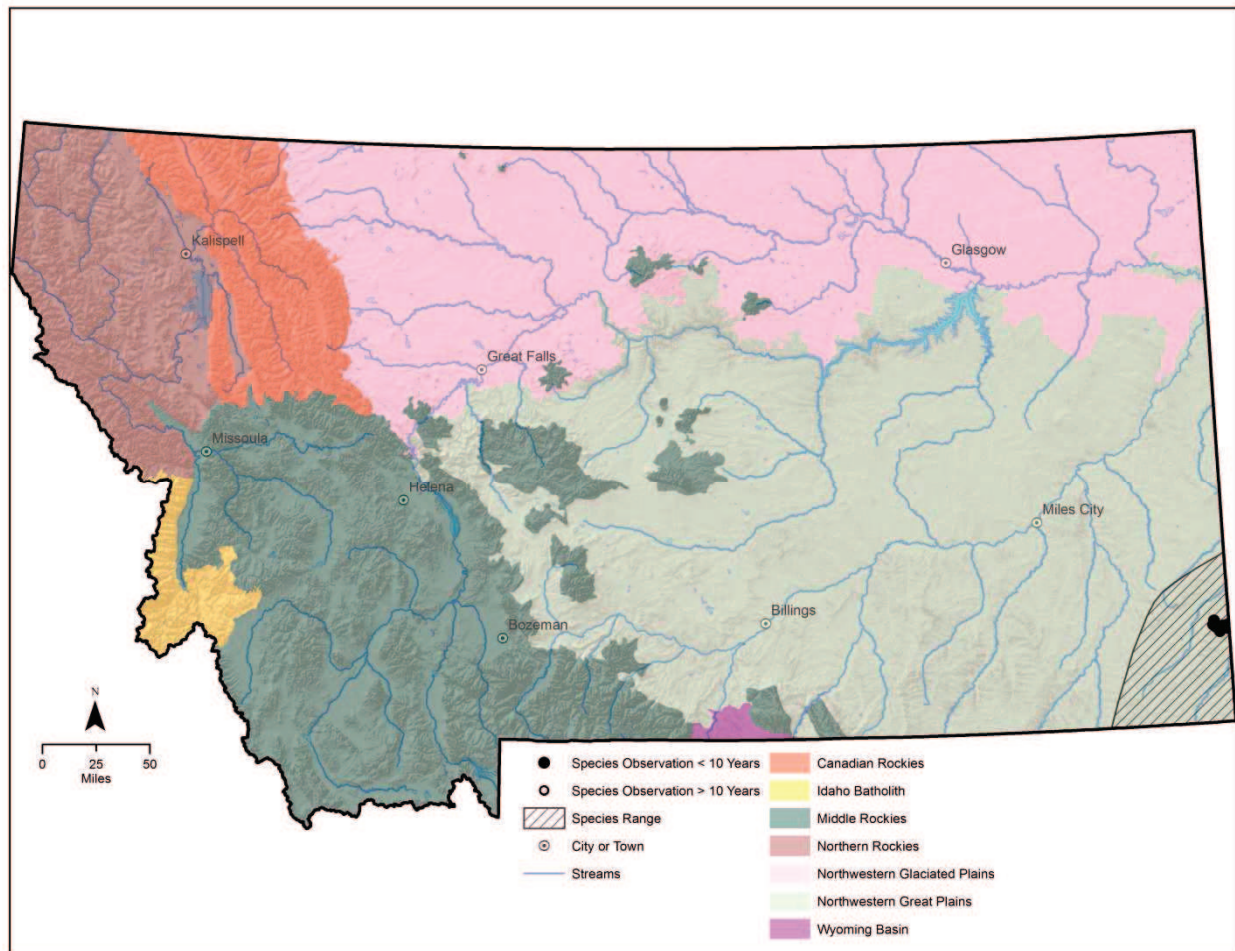 Kalispell
Glasgow
Great Falls
Missoula
Helena
Miles City
Billings
Bozeman
N
0 25 50
Miles
Species Observation < 10 Years
Species Observation > 10 Years
Species Range
City or Town
Streams
Canadian Rockies
Idaho Batholith
Middle Rockies
Northern Rockies
Northwestern Glaciated Plains
Northwestern Great Plains
Wyoming Basin